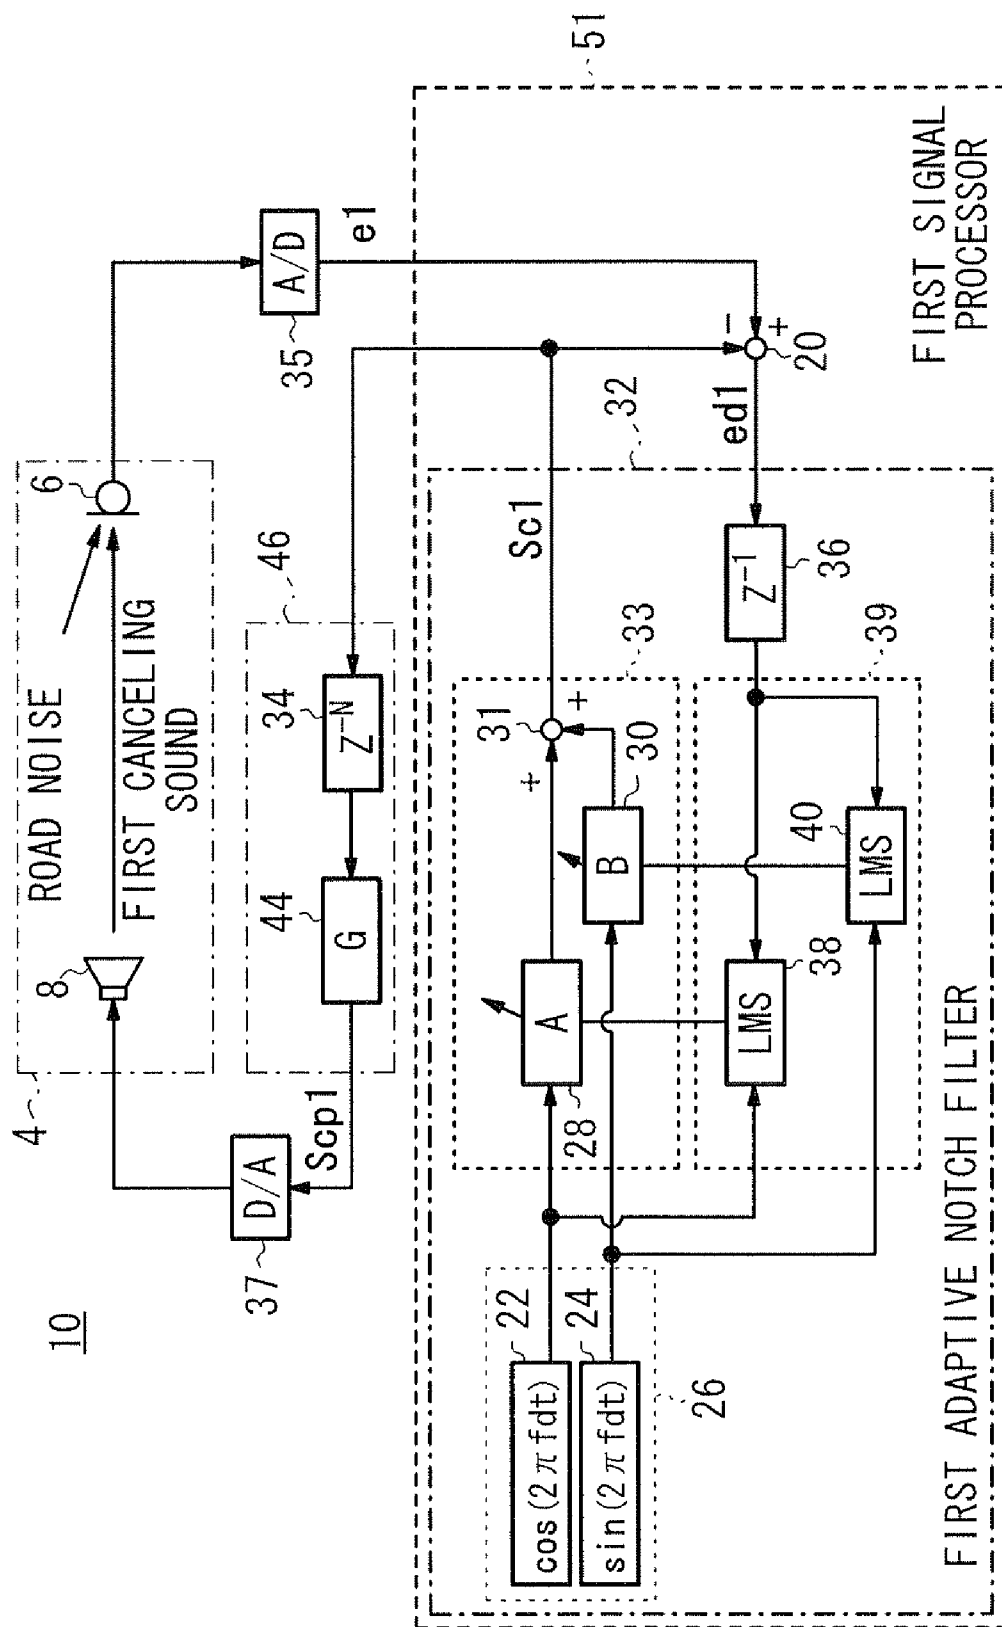 10
4
ROAD NOISE
8
6
FIRST CANCELING
SOUND
37
D/A
Scp1
44
G
34
Z⁻ᴺ
46
35
A/D
e1
51
Sc1
32
ed1
20
−
+
FIRST SIGNAL
PROCESSOR
22
cos(2πfdt)
24
sin(2πfdt)
26
28
A
B
30
31
+
+
33
Z⁻¹
36
39
LMS
38
40
LMS
FIRST ADAPTIVE NOTCH FILTER